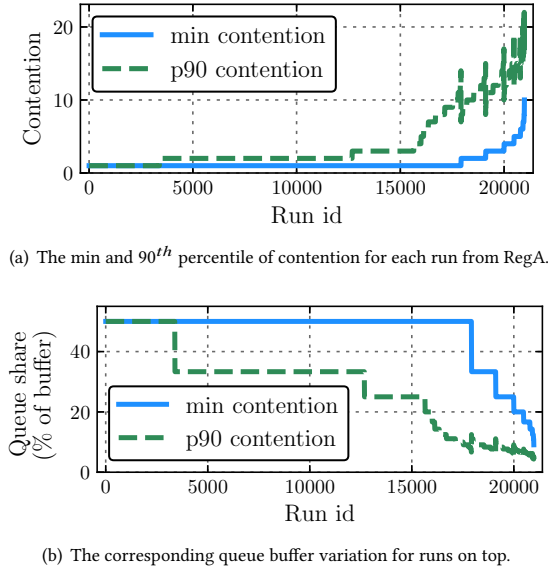 20
10
0
Contention
min contention
p90 contention
0 5000 10000 15000 20000
Run id
(a) The min and 90th percentile of contention for each run from RegA.
40
20
0
Queue share
(% of buffer)
min contention
p90 contention
0 5000 10000 15000 20000
Run id
(b) The corresponding queue buffer variation for runs on top.